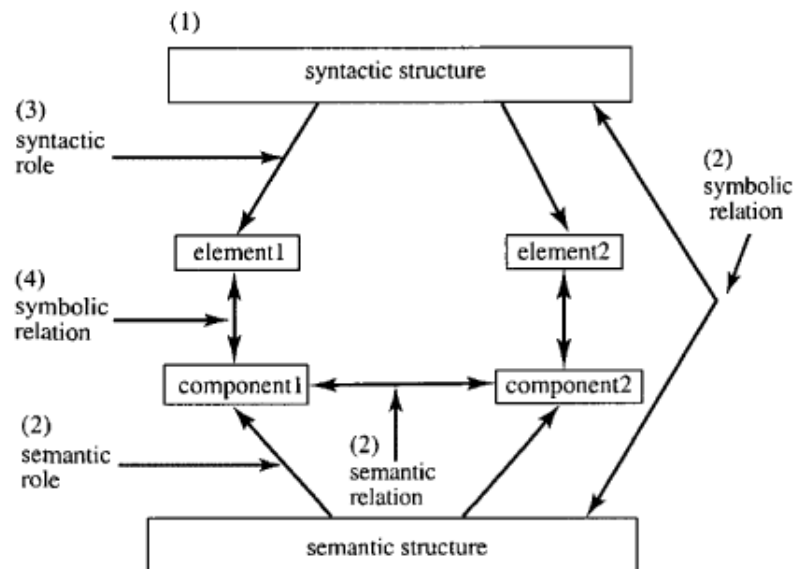 (1)
syntactic structure
(3)
syntactic
role
(2)
symbolic
relation
element1
element2
(4)
symbolic
relation
component1
component2
(2)
semantic
role
(2)
semantic
relation
semantic structure